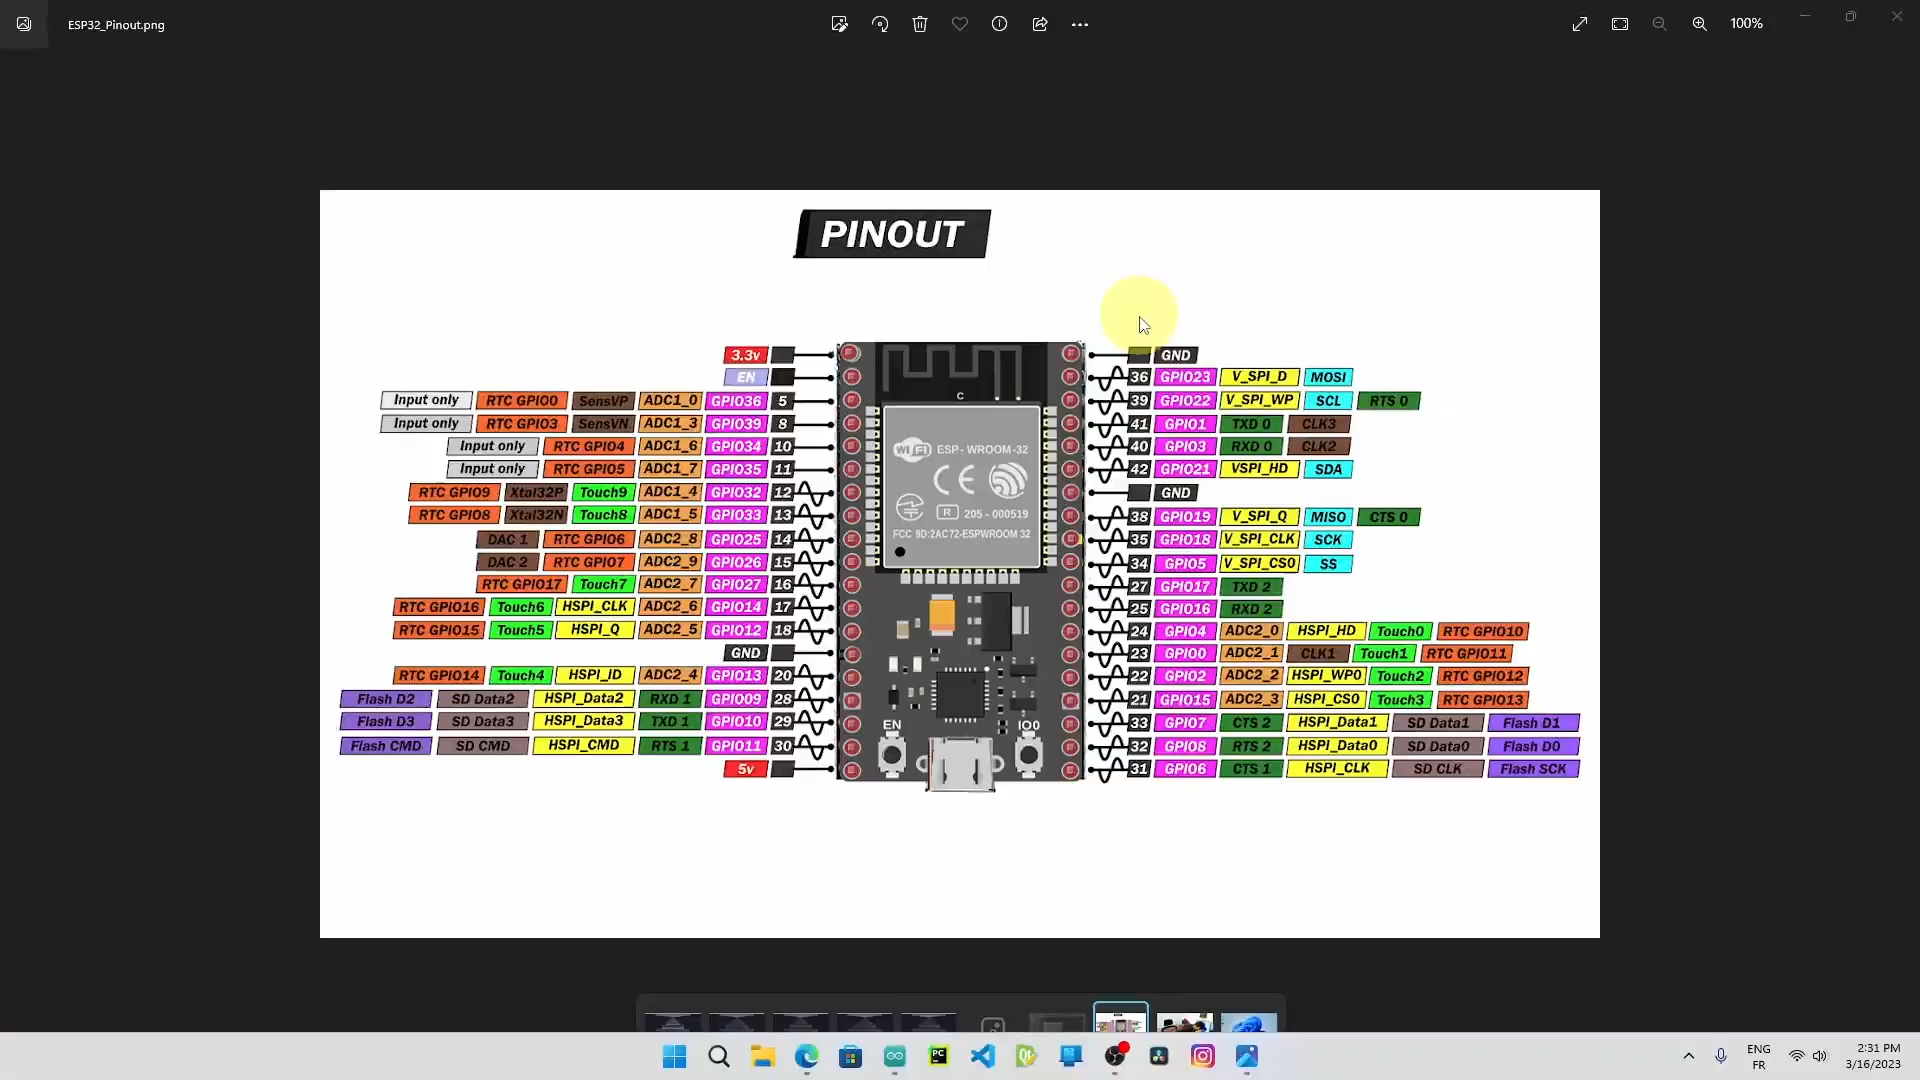 ESP32_Pinout.png
100%
PINOUT
3.3v GND
EN 36 GPIO23 V_SPI_D MOSI
Input only RTC GPIO0 SensVP ADC1_0 GPIO36 5 39 GPIO22 V_SPI_WP SCL RTS 0
Input only RTC GPIO3 SensVN ADC1_3 GPIO39 8 41 GPIO1 TXD 0 CLK3
Input only RTC GPIO4 ADC1_6 GPIO34 10 40 GPIO3 RXD 0 CLK2
Input only RTC GPIO5 ADC1_7 GPIO35 11 42 GPIO21 VSPI_HD SDA
RTC GPIO9 Xtal32P Touch9 ADC1_4 GPIO32 12 GND
RTC GPIO8 Xtal32N Touch8 ADC1_5 GPIO33 13 38 GPIO19 V_SPI_Q MISO CTS 0
DAC 1 RTC GPIO6 ADC2_8 GPIO25 14 35 GPIO18 V_SPI_CLK SCK
DAC 2 RTC GPIO7 ADC2_9 GPIO26 15 34 GPIO5 V_SPI_CS0 SS
RTC GPIO17 Touch7 ADC2_7 GPIO27 16 27 GPIO17 TXD 2
RTC GPIO16 Touch6 HSPI_CLK ADC2_6 GPIO14 17 25 GPIO16 RXD 2
RTC GPIO15 Touch5 HSPI_Q ADC2_5 GPIO12 18 24 GPIO4 ADC2_0 HSPI_HD Touch0 RTC GPIO10
GND 23 GPIO0 ADC2_1 CLK1 Touch1 RTC GPIO11
RTC GPIO14 Touch4 HSPI_ID ADC2_4 GPIO13 20 22 GPIO2 ADC2_2 HSPI_WP0 Touch2 RTC GPIO12
Flash D2 SD Data2 HSPI_Data2 RXD 1 GPIO09 28 21 GPIO15 ADC2_3 HSPI_CS0 Touch3 RTC GPIO13
Flash D3 SD Data3 HSPI_Data3 TXD 1 GPIO10 29 33 GPIO7 CTS 2 HSPI_Data1 SD Data1 Flash D1
Flash CMD SD CMD HSPI_CMD RTS 1 GPIO11 30 32 GPIO8 RTS 2 HSPI_Data0 SD Data0 Flash D0
5v 31 GPIO6 CTS 1 HSPI_CLK SD CLK Flash SCK
C
WiFi ESP-WROOM-32
CE
R 205-000519
FCC 9D:2AC72-ESPWROOM 32
EN IO0
PC
ENG
FR
2:31 PM
3/16/2023